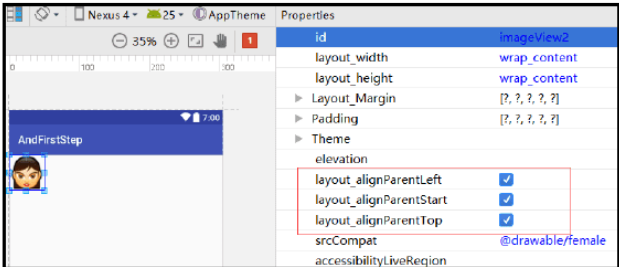 Nexus 4 25 AppTheme Properties
35% 1
id imageView2
layout_width wrap_content
0 100 200 300
layout_height wrap_content
Layout_Margin [?, ?, ?, ?, ?]
Padding [?, ?, ?, ?, ?]
7:00
Theme
AndFirstStep
elevation
layout_alignParentLeft
layout_alignParentStart
layout_alignParentTop
srcCompat @drawable/female
accessibilityLiveRegion